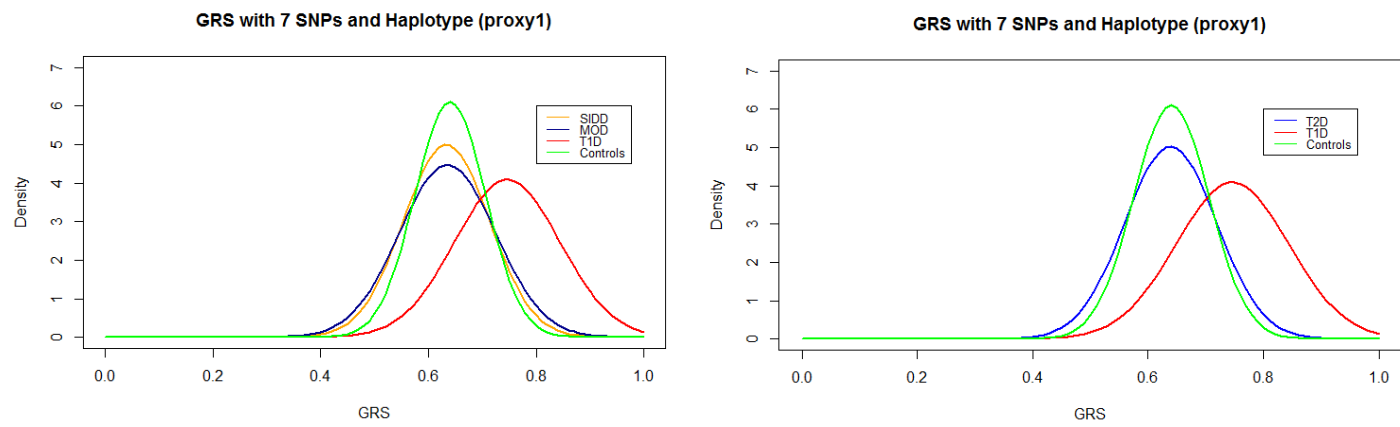 GRS with 7 SNPs and Haplotype (proxy1)
7
6
5
4
3
2
1
0
Density
SIDD
MOD
T1D
Controls
0.0 0.2 0.4 0.6 0.8 1.0
GRS
GRS with 7 SNPs and Haplotype (proxy1)
7
6
5
4
3
2
1
0
Density
T2D
T1D
Controls
0.0 0.2 0.4 0.6 0.8 1.0
GRS